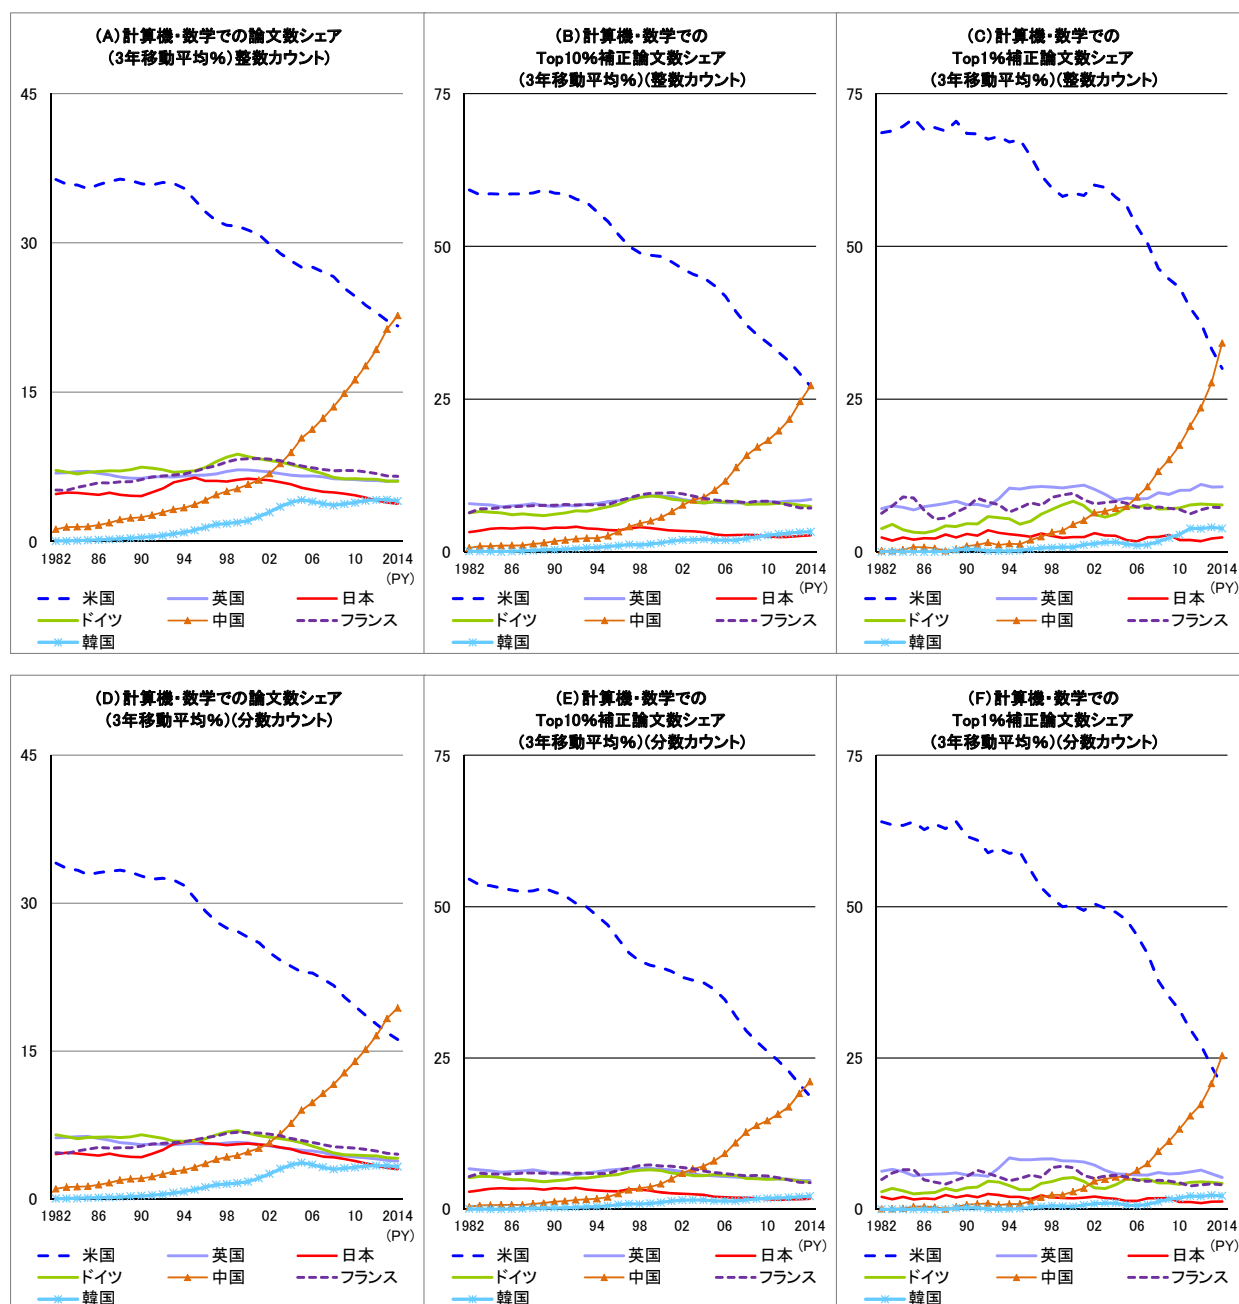 (A)計算機・数学での論文数シェア
(3年移動平均%)整数カウント)
45
30
15
0
1982 86 90 94 98 02 06 10 2014
(PY)
米国 英国 日本
ドイツ 中国 フランス
韓国
(B)計算機・数学での
Top10%補正論文数シェア
(3年移動平均%)(整数カウント)
75
50
25
0
1982 86 90 94 98 02 06 10 2014
(PY)
米国 英国 日本
ドイツ 中国 フランス
韓国
(C)計算機・数学での
Top1%補正論文数シェア
(3年移動平均%)(整数カウント)
75
50
25
0
1982 86 90 94 98 02 06 10 2014
(PY)
米国 英国 日本
ドイツ 中国 フランス
韓国
(D)計算機・数学での論文数シェア
(3年移動平均%)(分数カウント)
45
30
15
0
1982 86 90 94 98 02 06 10 2014
(PY)
米国 英国 日本
ドイツ 中国 フランス
韓国
(E)計算機・数学での
Top10%補正論文数シェア
(3年移動平均%)(分数カウント)
75
50
25
0
1982 86 90 94 98 02 06 10 2014
(PY)
米国 英国 日本
ドイツ 中国 フランス
韓国
(F)計算機・数学での
Top1%補正論文数シェア
(3年移動平均%)(分数カウント)
75
50
25
0
1982 86 90 94 98 02 06 10 2014
(PY)
米国 英国 日本
ドイツ 中国 フランス
韓国